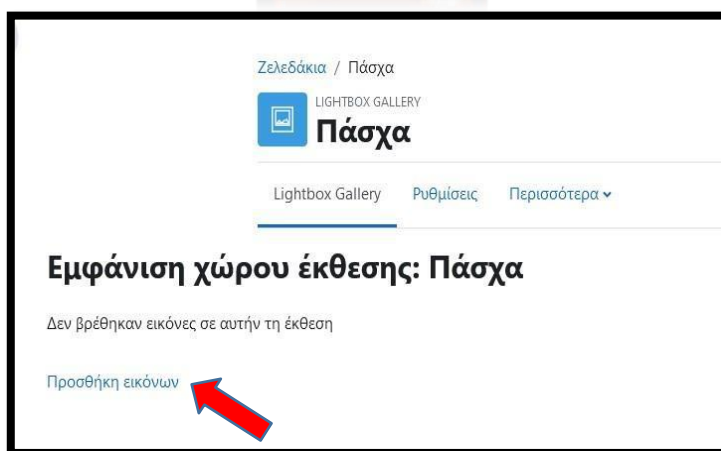 Ζελεδάκια / Πάσχα
LIGHTBOX GALLERY
Πάσχα
Lightbox Gallery Ρυθμίσεις Περισσότερα
Εμφάνιση χώρου έκθεσης: Πάσχα
Δεν βρέθηκαν εικόνες σε αυτήν τη έκθεση
Προσθήκη εικόνων